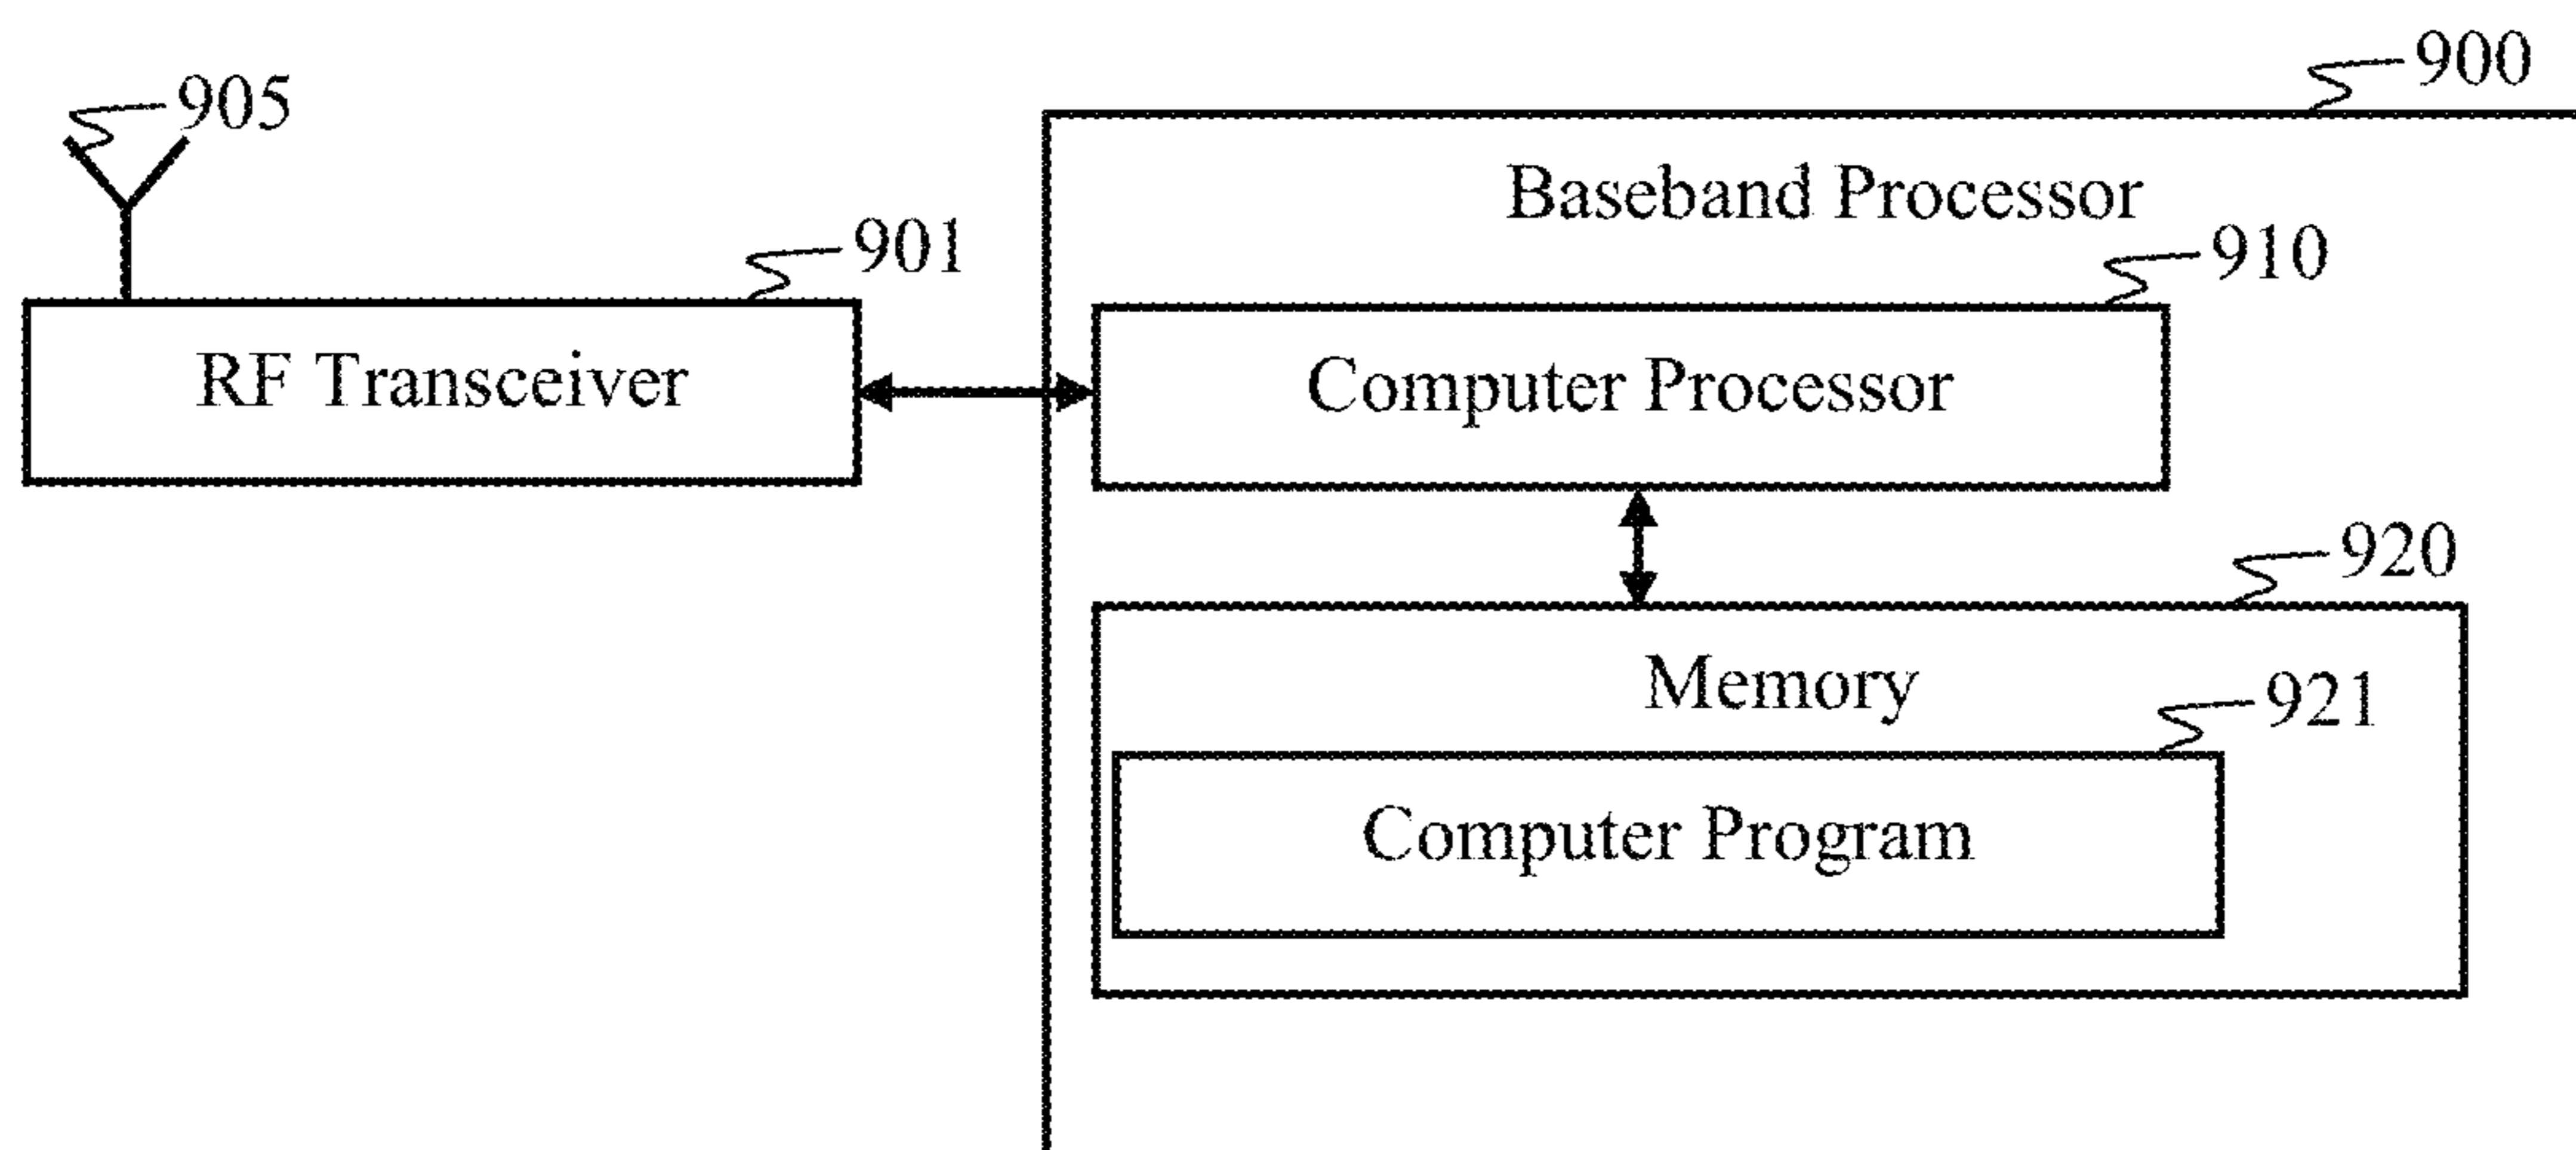 900
905
Baseband Processor
901
910
RF Transceiver
Computer Processor
920
Memory
921
Computer Program